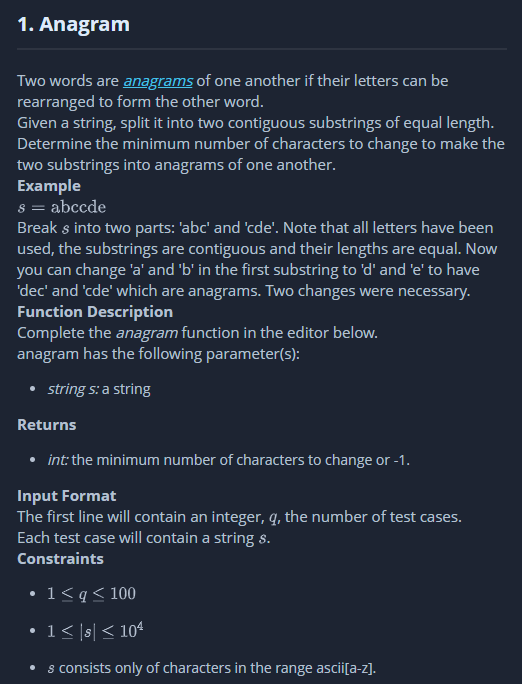 1. Anagram
Two words are anagrams of one another if their letters can be
rearranged to form the other word.
Given a string, split it into two contiguous substrings of equal length.
Determine the minimum number of characters to change to make the
two substrings into anagrams of one another.
Example
s = abccde
Break s into two parts: 'abc' and 'cde'. Note that all letters have been
used, the substrings are contiguous and their lengths are equal. Now
you can change 'a' and 'b' in the first substring to 'd' and 'e' to have
'dec' and 'cde' which are anagrams. Two changes were necessary.
Function Description
Complete the anagram function in the editor below.
anagram has the following parameter(s):
• string s: a string
Returns
• int: the minimum number of characters to change or -1.
Input Format
The first line will contain an integer, q, the number of test cases.
Each test case will contain a string s.
Constraints
• 1 ≤ q ≤ 100
• 1 ≤ |s| ≤ 10⁴
• s consists only of characters in the range ascii[a-z].